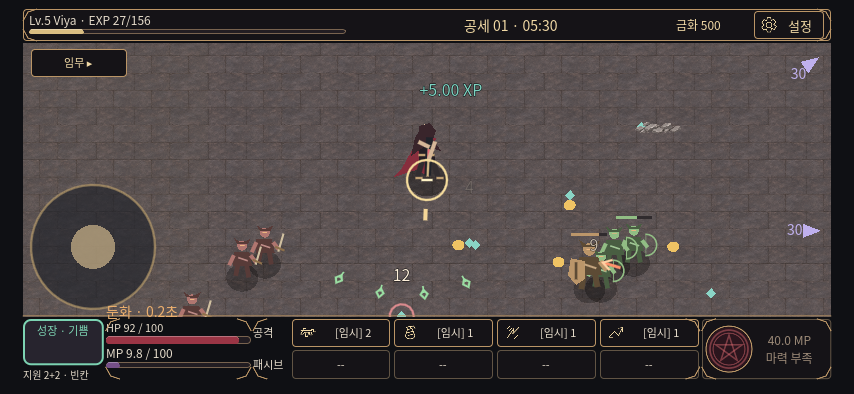 Lv.5 Viya · EXP 27/156
공세 01 · 05:30
금화 500
설정
임무 ▸
30
+5.00 XP
4
30
9
12
둔화 · 0.2초
성장 · 기쁨
HP 92 / 100
공격
[임시] 2
[임시] 1
[임시] 1
[임시] 1
40.0 MP
마력 부족
MP 9.8 / 100
패시브
--
--
--
--
지원 2+2 · 빈칸